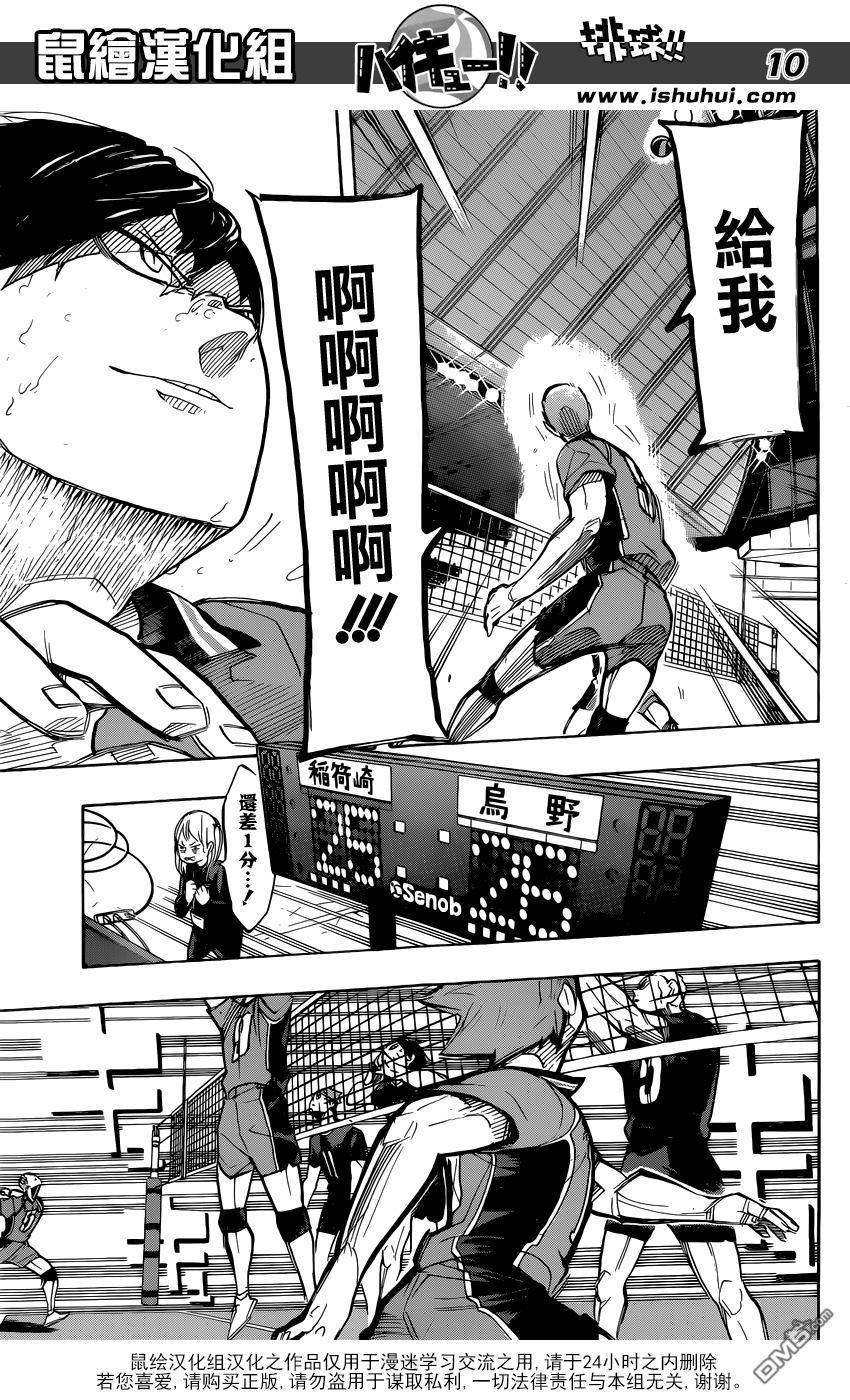 鼠繪漢化組
ハイキュー!!
排球!!
10
www.ishuhui.com
給我
啊啊啊啊啊!!!
稲荷崎
烏野
25
25
Senob
還差1分…!
鼠绘汉化组汉化之作品仅用于漫迷学习交流之用, 请于24小时之内删除
若您喜爱, 请购买正版, 请勿盗用于谋取私利, 一切法律责任与本组无关, 谢谢.
DM5.com